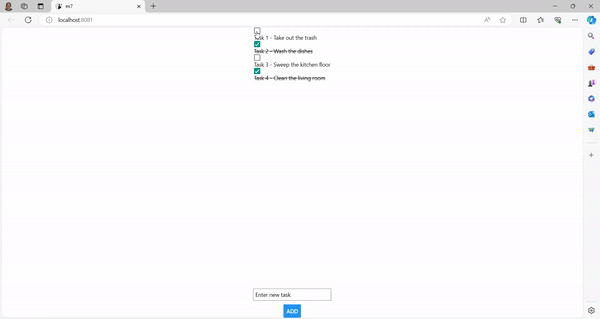 m7
localhost:8081
Task 1 - Take out the trash
Task 2 - Wash the dishes
Task 3 - Sweep the kitchen floor
Task 4 - Clean the living room
Enter new task
ADD